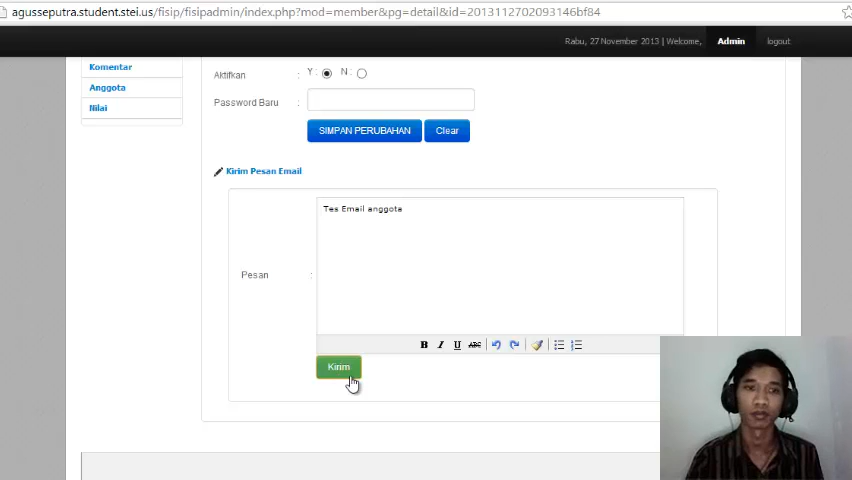 agusseputra.student.stei.us/fisip/fisipadmin/index.php?mod=member&pg=detail&id=2013112702093146bf84
Rabu, 27 November 2013 | Welcome, Admin logout
Komentar
Anggota
Nilai
Aktifkan : Y : N :
Password Baru :
SIMPAN PERUBAHAN Clear
Kirim Pesan Email
Tes Email anggota
Pesan :
B I U ABC
Kirim